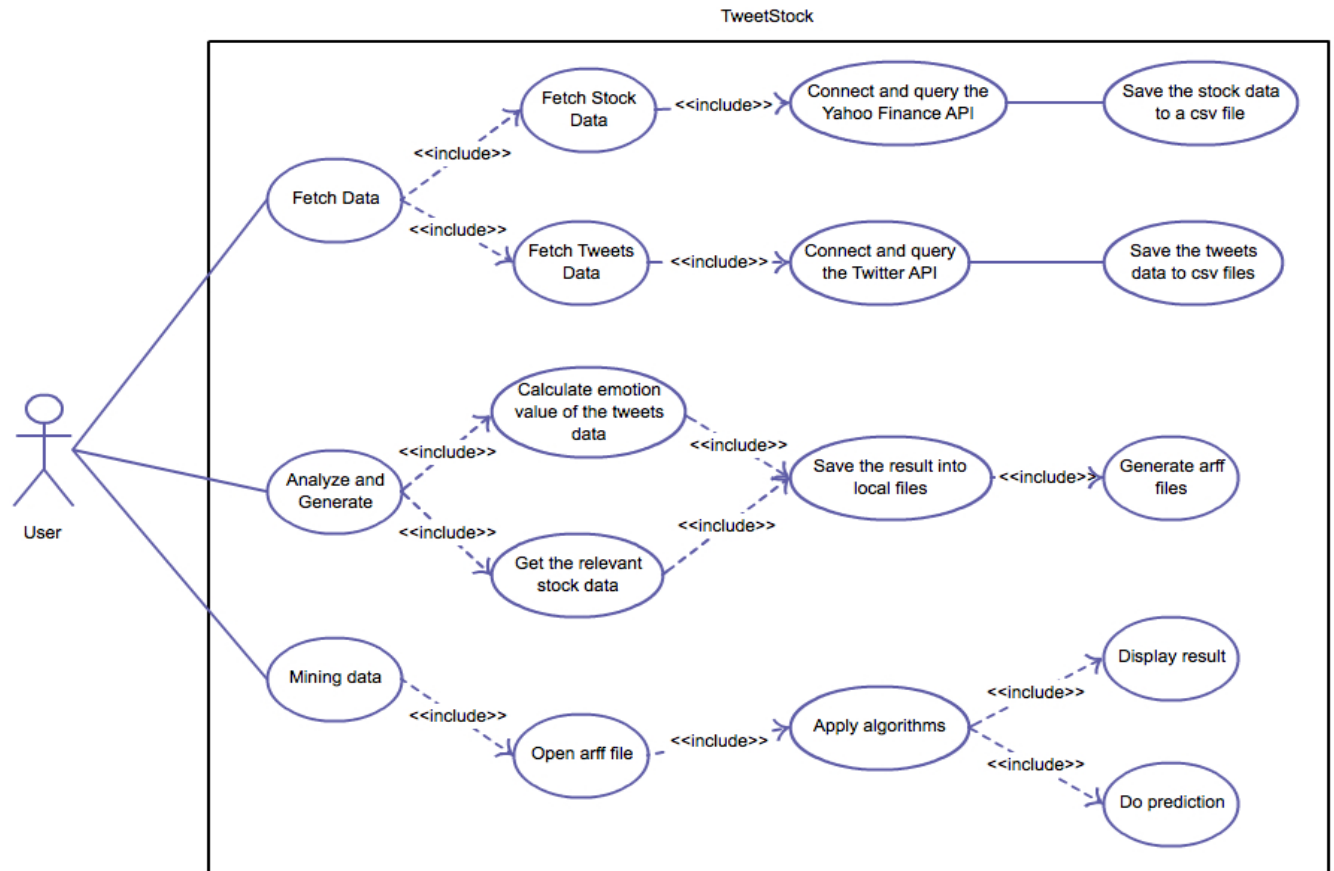 TweetStock
Fetch Stock
Data
<<include>>
Connect and query the
Yahoo Finance API
Save the stock data
to a csv file
<<include>>
Fetch Data
<<include>>
Fetch Tweets
Data
<<include>>
Connect and query
the Twitter API
Save the tweets
data to csv files
Calculate emotion
value of the tweets
data
<<include>>
<<include>>
Analyze and
Generate
Save the result into
local files
<<include>>
Generate arff
files
<<include>>
<<include>>
User
Get the relevant
stock data
Mining data
<<include>>
Open arff file
<<include>>
Apply algorithms
<<include>>
Display result
<<include>>
Do prediction